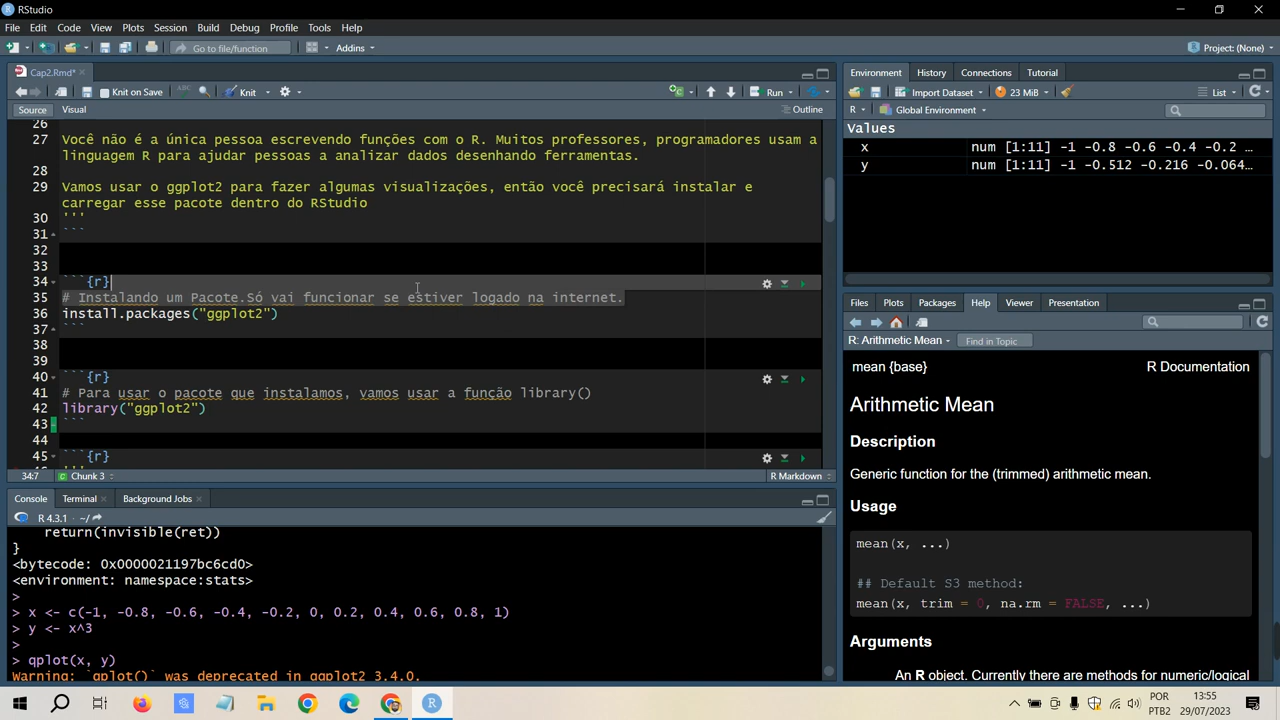 RStudio
File Edit Code View Plots Session Build Debug Profile Tools Help
Go to file/function Addins Project: (None)
Cap2.Rmd*
Knit on Save ABC Knit Run
Source Visual Outline
26
27 Você não é a única pessoa escrevendo funções com o R. Muitos professores, programadores usam a
linguagem R para ajudar pessoas a analizar dados desenhando ferramentas.
28
29 Vamos usar o ggplot2 para fazer algumas visualizações, então você precisará instalar e
carregar esse pacote dentro do RStudio
30 '''
31 ```
32
33
34 ```{r}
35 # Instalando um Pacote.Só vai funcionar se estiver logado na internet.
36 install.packages("ggplot2")
37 ```
38
39
40 ```{r}
41 # Para usar o pacote que instalamos, vamos usar a função library()
42 library("ggplot2")
43 ```
44
45 ```{r}
'''
34:7 Chunk 3 R Markdown
Console Terminal Background Jobs
R 4.3.1 · ~/
return(invisible(ret))
}
<bytecode: 0x0000021197bc6cd0>
<environment: namespace:stats>
>
> x <- c(-1, -0.8, -0.6, -0.4, -0.2, 0, 0.2, 0.4, 0.6, 0.8, 1)
> y <- x^3
>
> qplot(x, y)
Warning: `qplot()` was deprecated in ggplot2 3.4.0.
Environment History Connections Tutorial
Import Dataset 23 MiB List
R Global Environment
Values
x num [1:11] -1 -0.8 -0.6 -0.4 -0.2 …
y num [1:11] -1 -0.512 -0.216 -0.064…
Files Plots Packages Help Viewer Presentation
R: Arithmetic Mean Find in Topic
mean {base} R Documentation
Arithmetic Mean
Description
Generic function for the (trimmed) arithmetic mean.
Usage
mean(x, ...)
## Default S3 method:
mean(x, trim = 0, na.rm = FALSE, ...)
Arguments
An R object. Currently there are methods for numeric/logical
POR
PTB2
13:55
29/07/2023